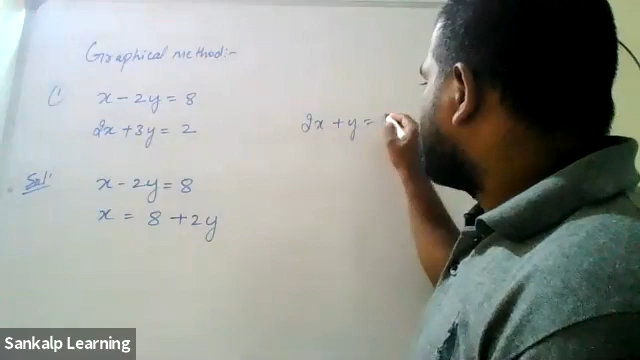 Graphical method:-
x - 2y = 8
2x + 3y = 2
2x + y =
Sol:
x - 2y = 8
x = 8 + 2y
Sankalp Learning